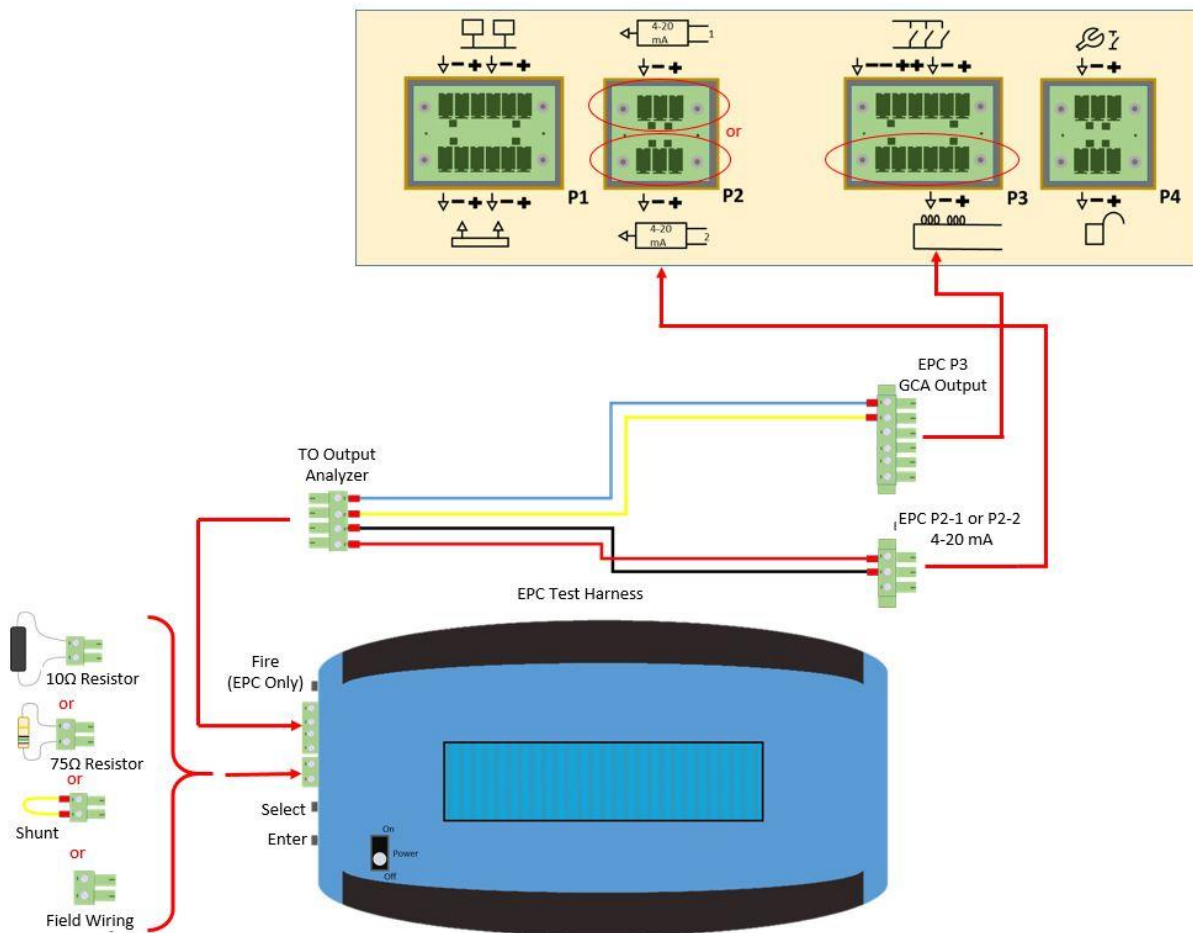 4-20
mA
1
or
P1
P2
P3
P4
4-20
mA
2
EPC P3
GCA Output
TO Output
Analyzer
EPC P2-1 or P2-2
4-20 mA
EPC Test Harness
Fire
(EPC Only)
10Ω Resistor
or
75Ω Resistor
or
Shunt
or
Field Wiring
Select
Enter
On
Power
Off